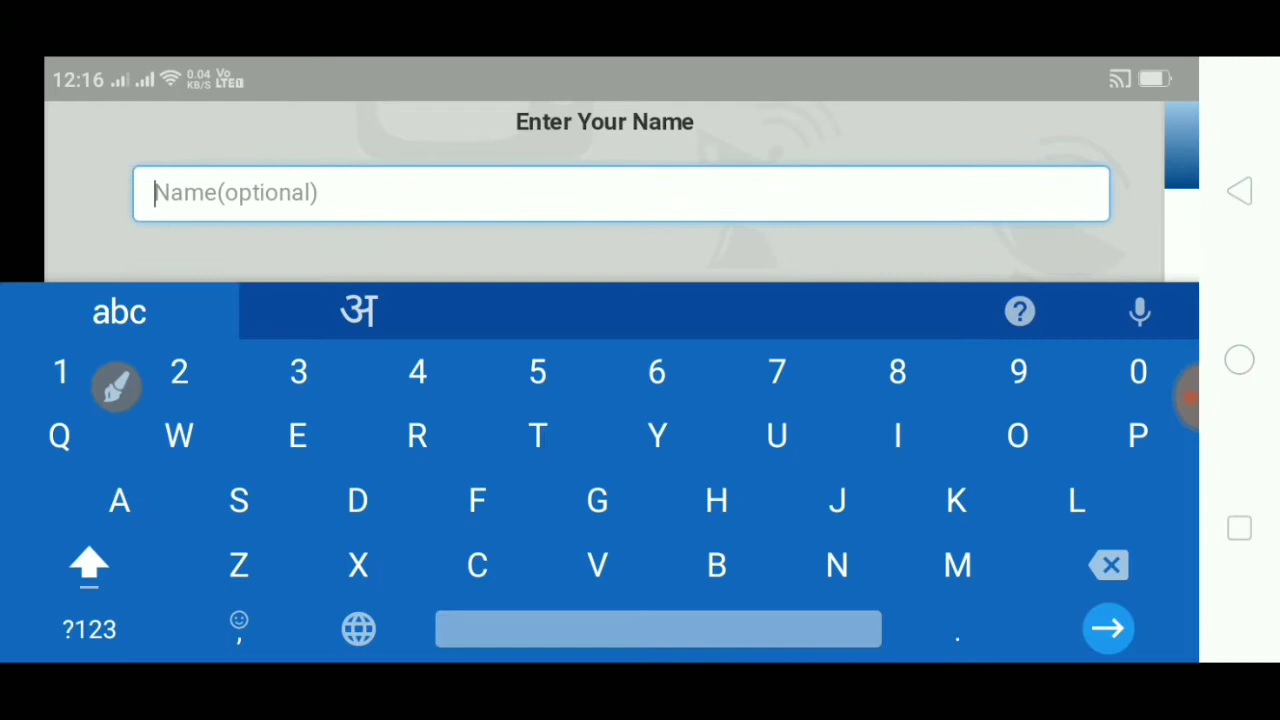 12:16 0.04 KB/S Vo LTE
Enter Your Name
Name(optional)
abc अ
1 2 3 4 5 6 7 8 9 0
Q W E R T Y U I O P
A S D F G H J K L
Z X C V B N M
?123 , .